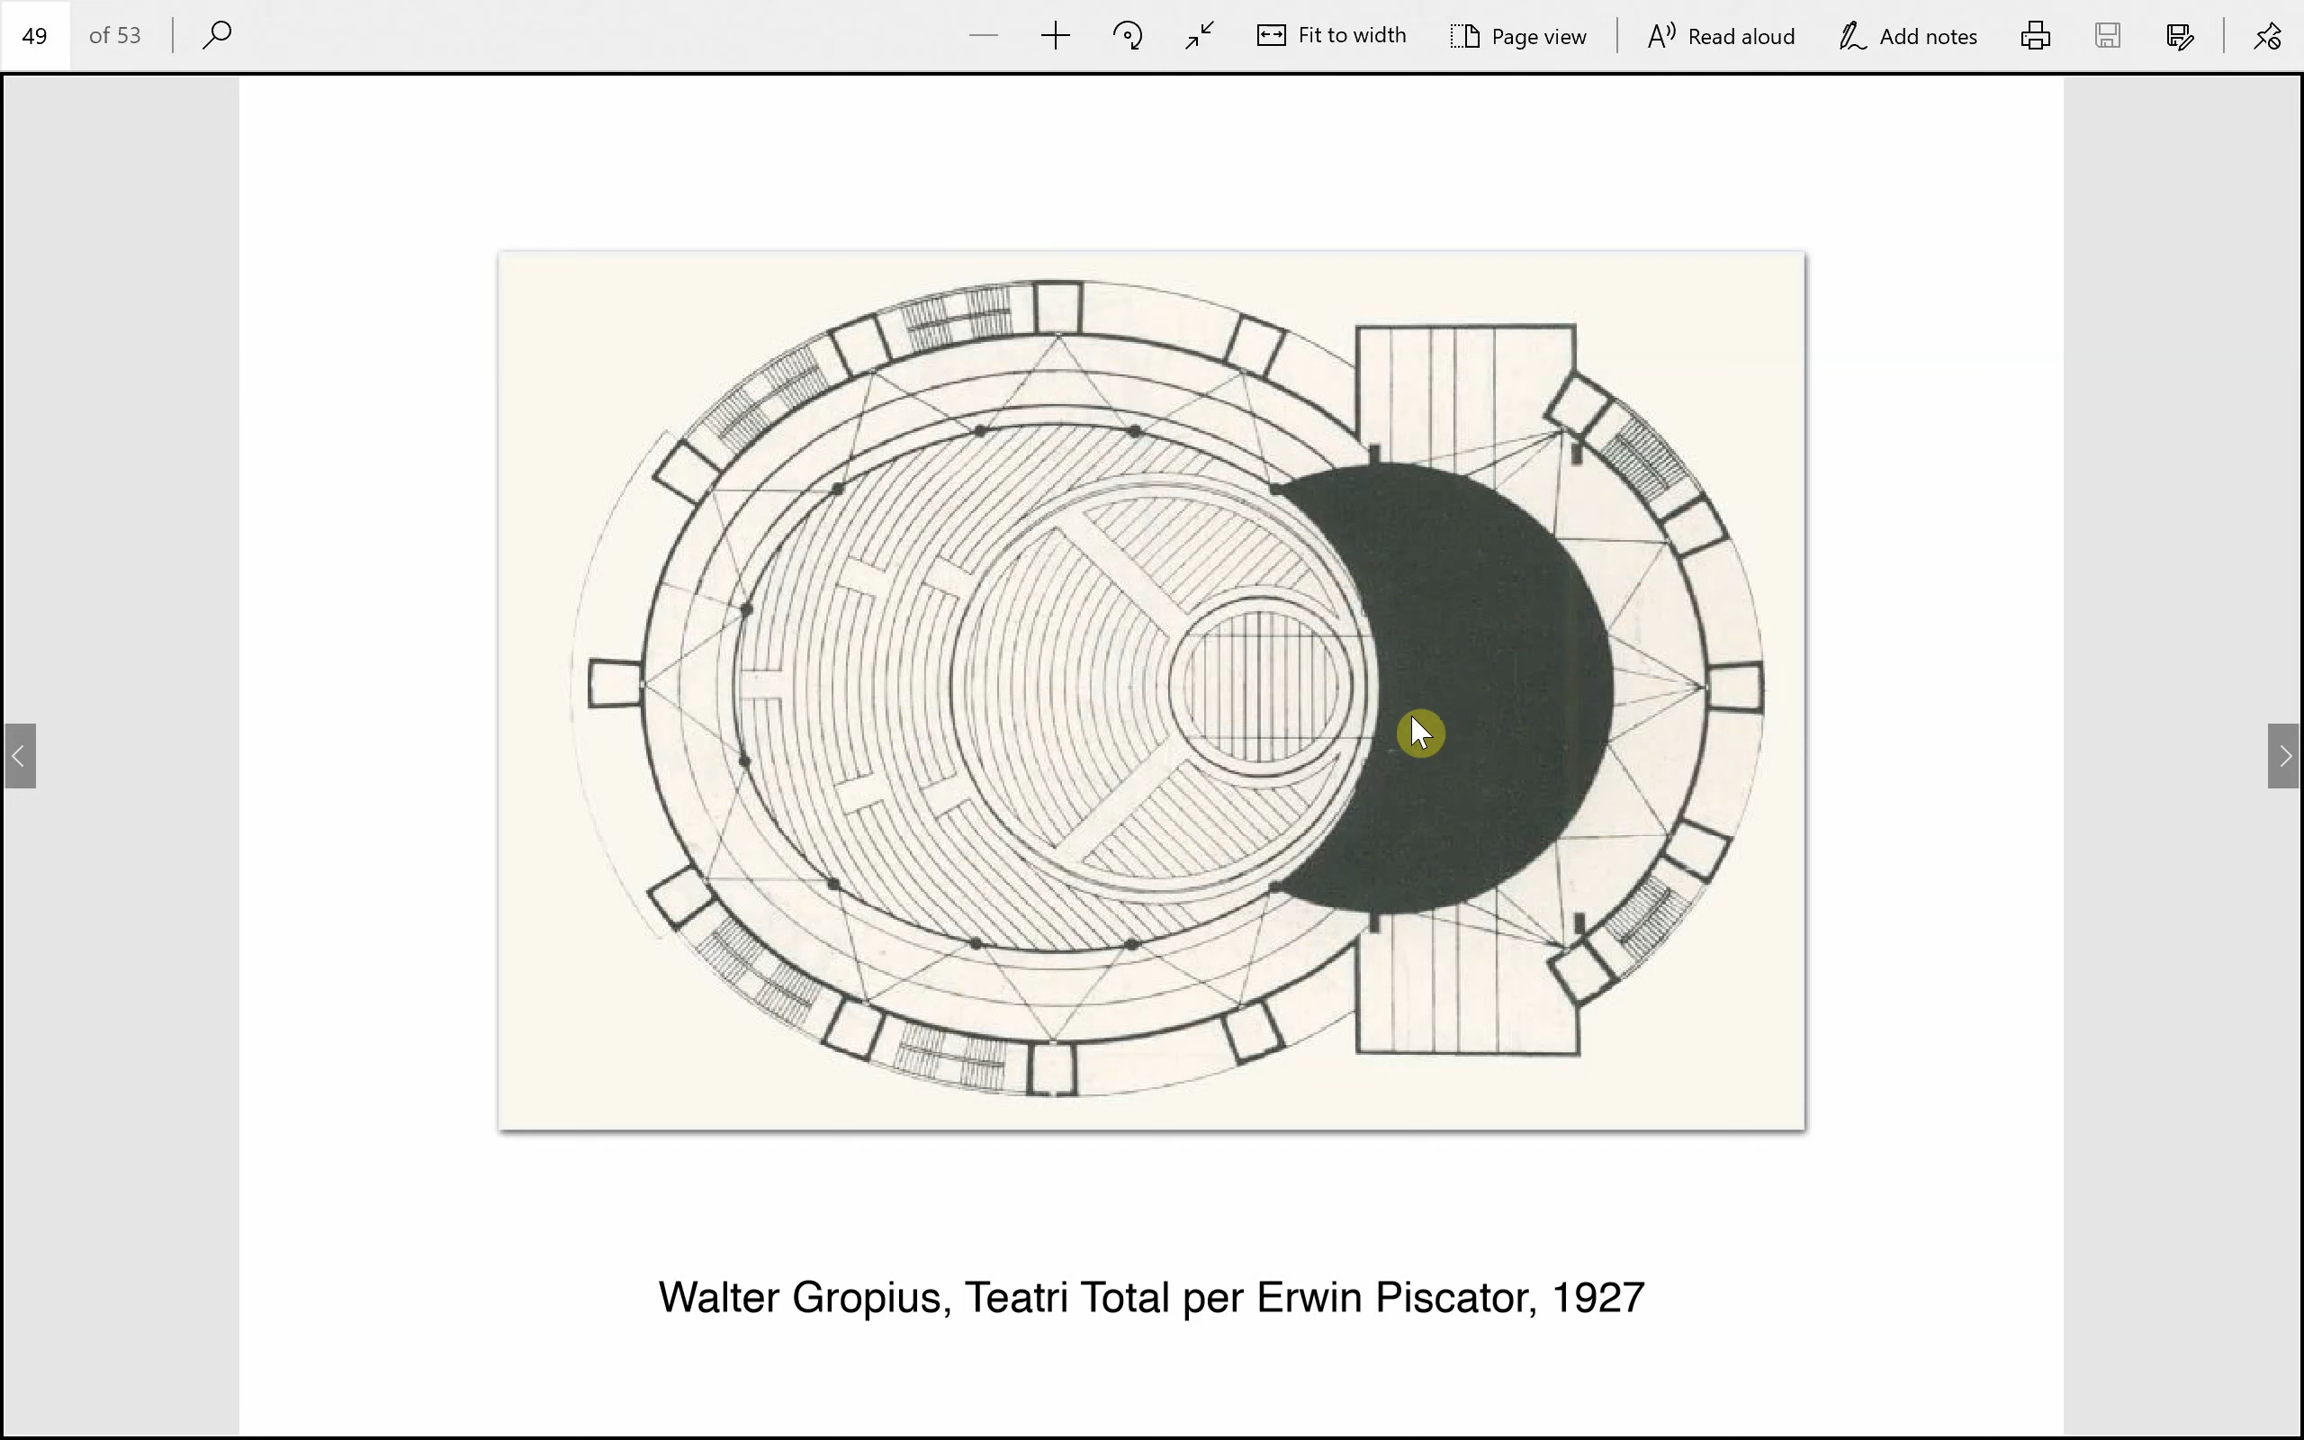 49 of 53 Fit to width Page view Read aloud Add notes
Walter Gropius, Teatri Total per Erwin Piscator, 1927